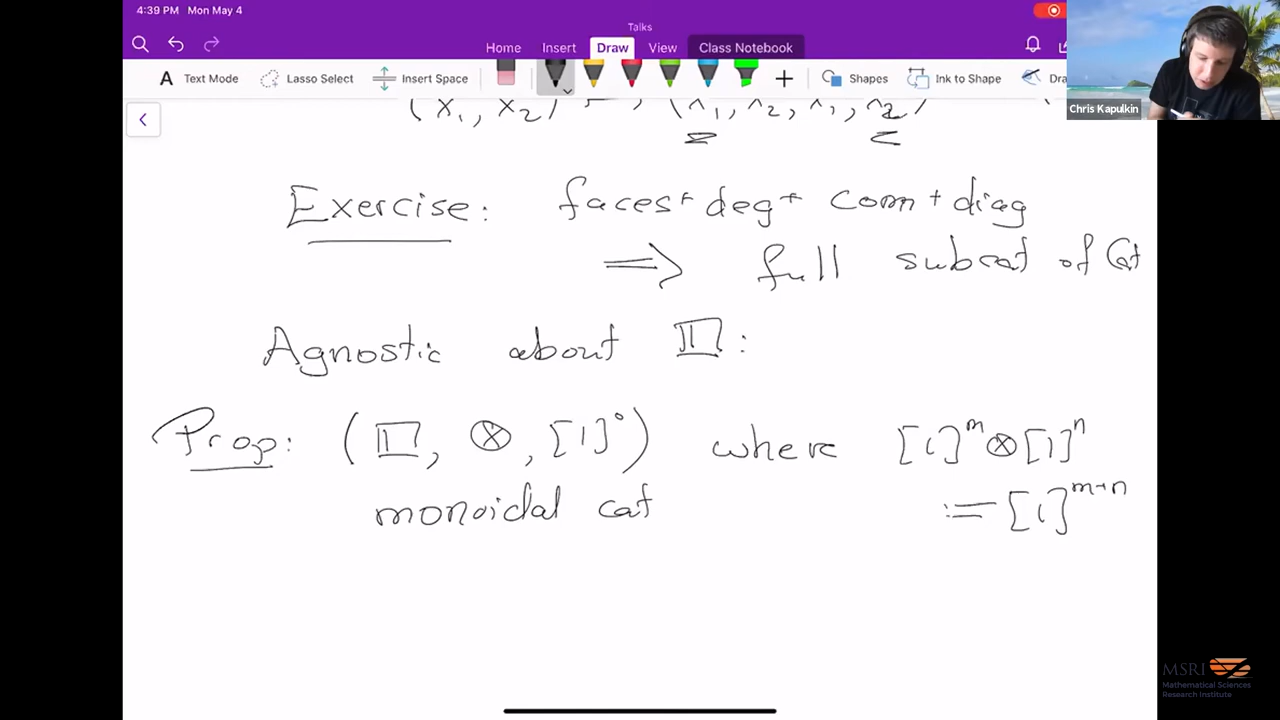 4:39 PM Mon May 4
Talks
Home Insert Draw View Class Notebook
Text Mode Lasso Select Insert Space Shapes Ink to Shape
Chris Kapulkin
(x₁, x₂)
Exercise: faces + deg + conn + diag
⟹ full subcat of Cat
Agnostic about □:
Prop: (□, ⊗, [1]⁰) where [1]ᵐ ⊗ [1]ⁿ
monoidal cat := [1]ᵐ⁺ⁿ
MSRI
Mathematical Sciences
Research Institute